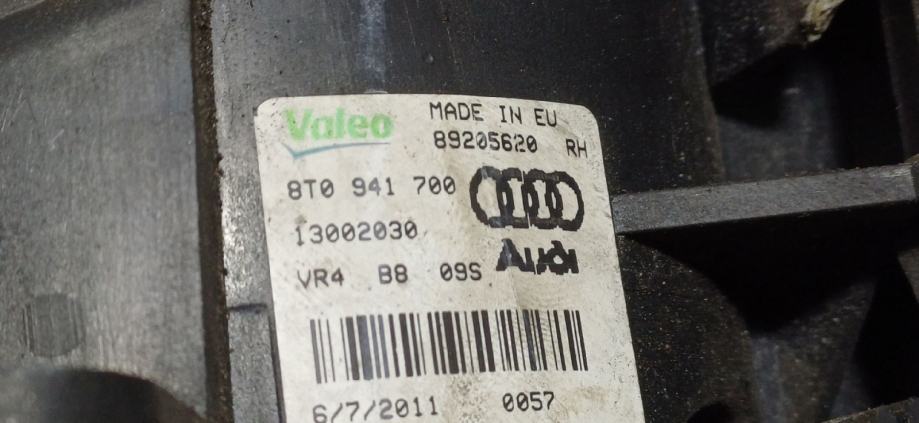 Valeo MADE IN EU
89205620 RH
8T0 941 700
13002030
Audi
VR4 B8 09S
6/7/2011 0057